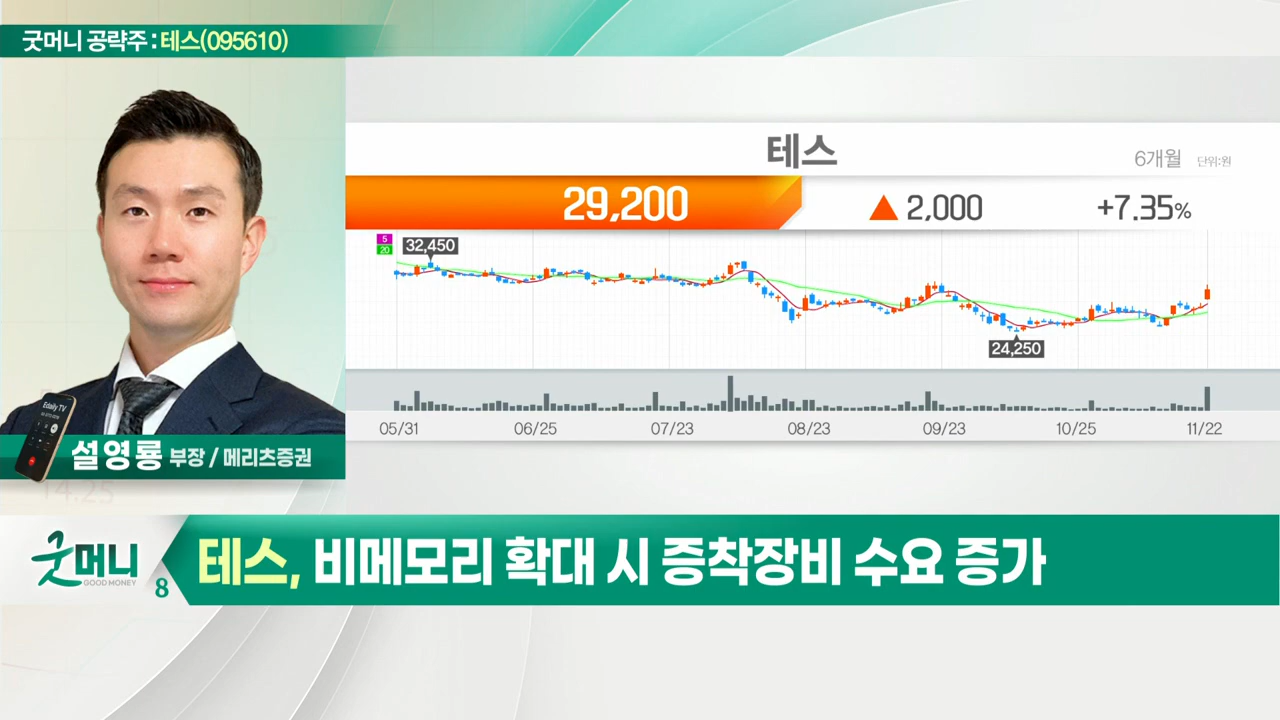 굿머니 공략주 : 테스(095610)
테스
6개월 단위:원
29,200 ▲ 2,000 +7.35%
5
20
32,450
24,250
05/31 06/25 07/23 08/23 09/23 10/25 11/22
Edaily TV
설영룡 부장 / 메리츠증권
14.25
굿머니
GOOD MONEY
8
테스, 비메모리 확대 시 증착장비 수요 증가